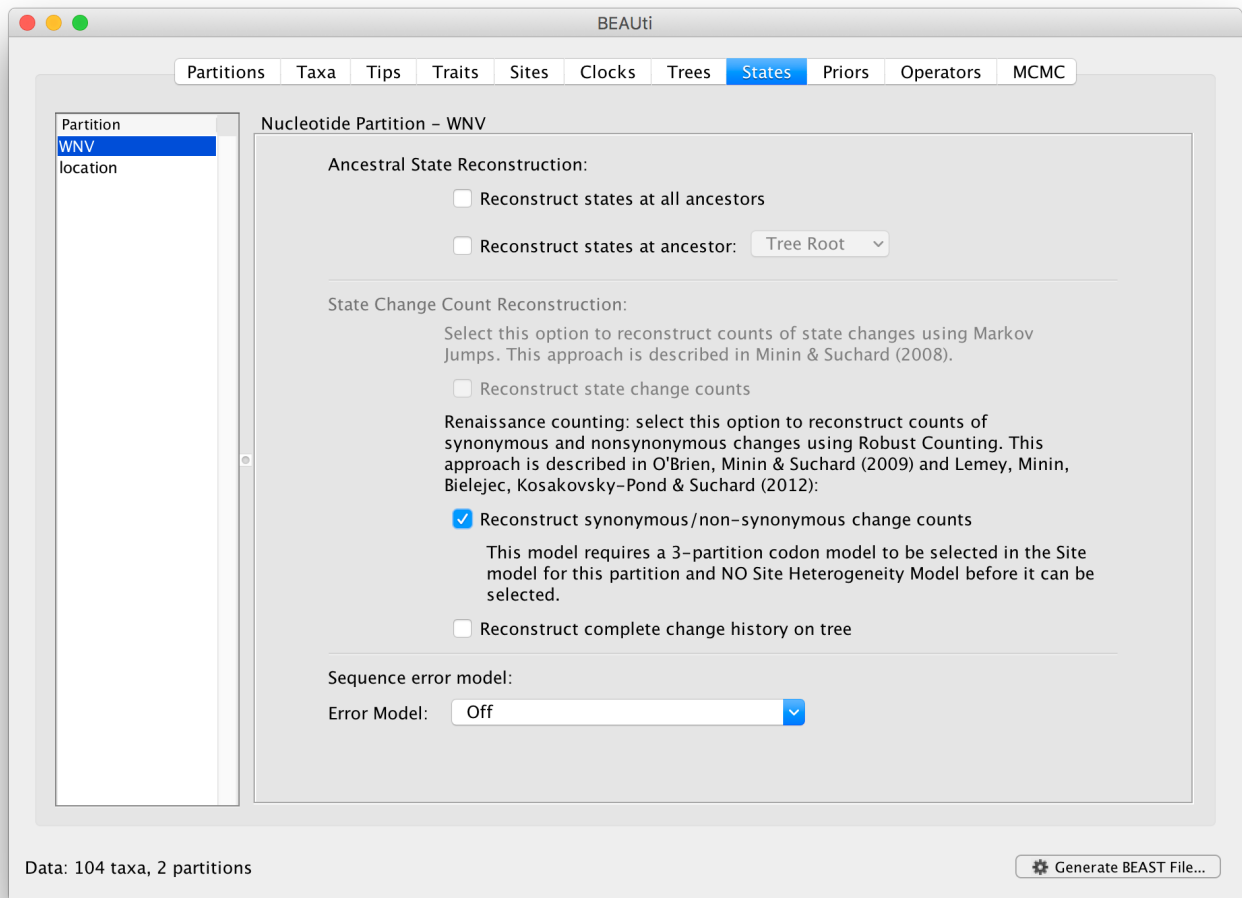 BEAUti
Partitions Taxa Tips Traits Sites Clocks Trees States Priors Operators MCMC
Partition
WNV
location
Nucleotide Partition – WNV
Ancestral State Reconstruction:
Reconstruct states at all ancestors
Reconstruct states at ancestor: Tree Root
State Change Count Reconstruction:
Select this option to reconstruct counts of state changes using Markov
Jumps. This approach is described in Minin & Suchard (2008).
Reconstruct state change counts
Renaissance counting: select this option to reconstruct counts of
synonymous and nonsynonymous changes using Robust Counting. This
approach is described in O'Brien, Minin & Suchard (2009) and Lemey, Minin,
Bielejec, Kosakovsky-Pond & Suchard (2012):
Reconstruct synonymous/non-synonymous change counts
This model requires a 3-partition codon model to be selected in the Site
model for this partition and NO Site Heterogeneity Model before it can be
selected.
Reconstruct complete change history on tree
Sequence error model:
Error Model: Off
Data: 104 taxa, 2 partitions
Generate BEAST File...